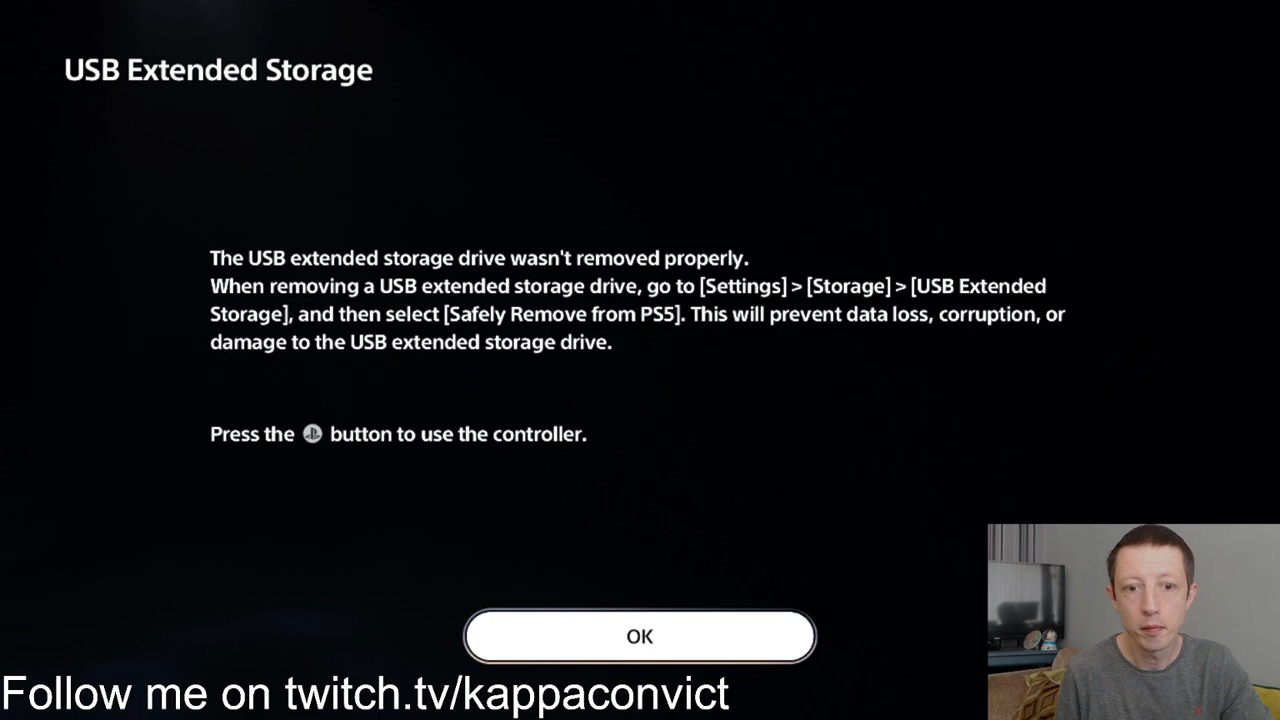 USB Extended Storage
The USB extended storage drive wasn't removed properly.
When removing a USB extended storage drive, go to [Settings] > [Storage] > [USB Extended
Storage], and then select [Safely Remove from PS5]. This will prevent data loss, corruption, or
damage to the USB extended storage drive.
Press the button to use the controller.
OK
Follow me on twitch.tv/kappaconvict